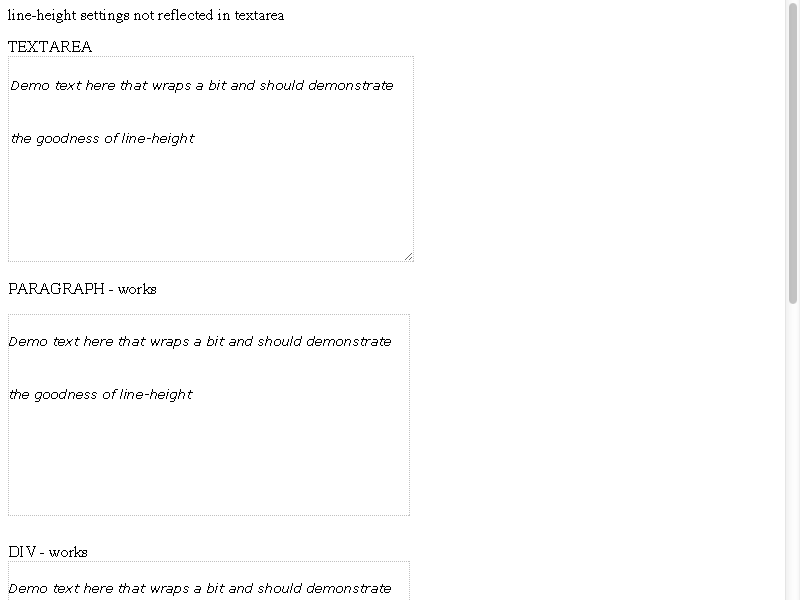 line-height settings not reflected in textarea
TEXTAREA
Demo text here that wraps a bit and should demonstrate
the goodness of line-height
PARAGRAPH - works
Demo text here that wraps a bit and should demonstrate
the goodness of line-height
DIV - works
Demo text here that wraps a bit and should demonstrate